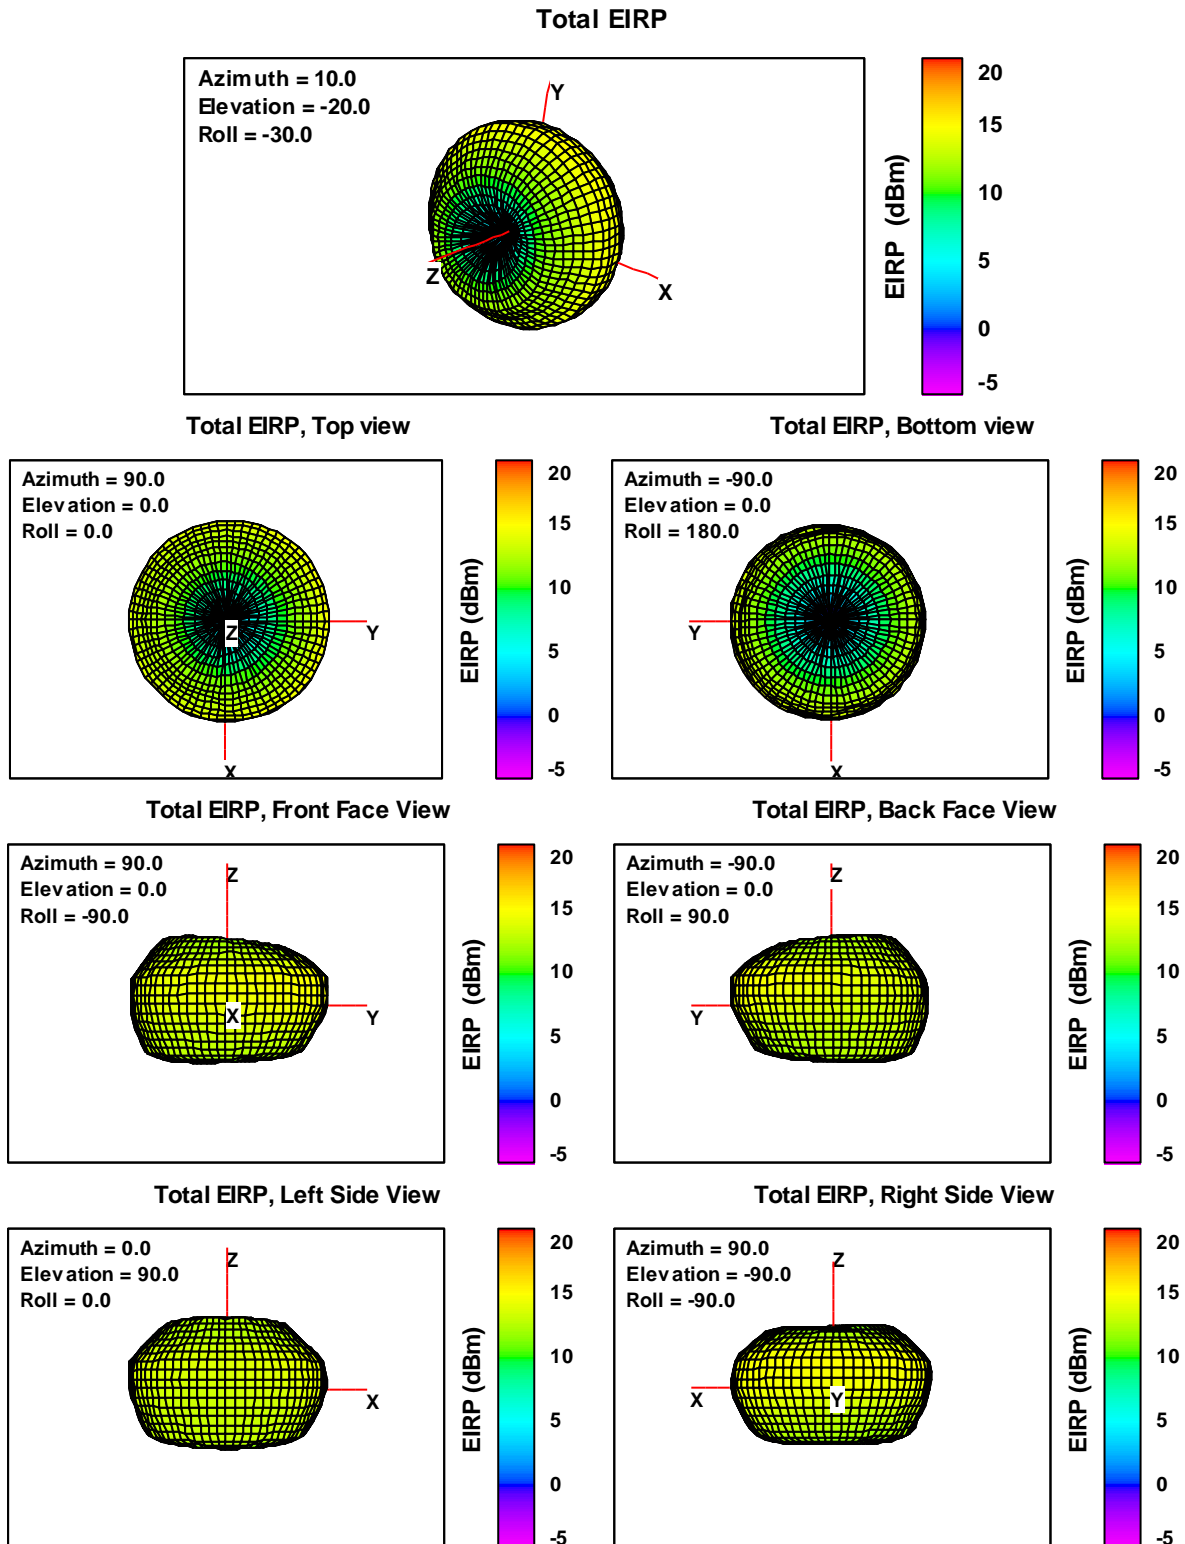 Total EIRP
Azimuth = 10.0
Elevation = -20.0
Roll = -30.0
Y
Z
X
EIRP (dBm)
20
15
10
5
0
-5
Total EIRP, Top view
Azimuth = 90.0
Elevation = 0.0
Roll = 0.0
Z
Y
X
EIRP (dBm)
20
15
10
5
0
-5
Total EIRP, Bottom view
Azimuth = -90.0
Elevation = 0.0
Roll = 180.0
Y
X
EIRP (dBm)
20
15
10
5
0
-5
Total EIRP, Front Face View
Azimuth = 90.0
Elevation = 0.0
Roll = -90.0
Z
X
Y
EIRP (dBm)
20
15
10
5
0
-5
Total EIRP, Back Face View
Azimuth = -90.0
Elevation = 0.0
Roll = 90.0
Z
Y
EIRP (dBm)
20
15
10
5
0
-5
Total EIRP, Left Side View
Azimuth = 0.0
Elevation = 90.0
Roll = 0.0
Z
X
EIRP (dBm)
20
15
10
5
0
-5
Total EIRP, Right Side View
Azimuth = 90.0
Elevation = -90.0
Roll = -90.0
Z
X
Y
EIRP (dBm)
20
15
10
5
0
-5